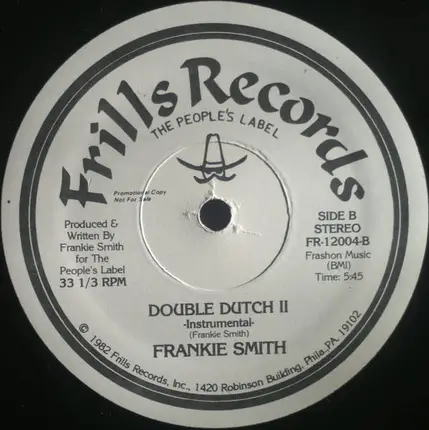 Frills Records
THE PEOPLE'S LABEL
Promotional Copy
Not For Sale
Produced &
Written By
Frankie Smith
for The
People's Label
33 1/3 RPM
SIDE B
STEREO
FR-12004-B
Frashon Music
(BMI)
Time: 5:45
DOUBLE DUTCH II
-Instrumental-
(Frankie Smith)
FRANKIE SMITH
© 1982 Frills Records, Inc., 1420 Robinson Building, Phila., PA. 19102